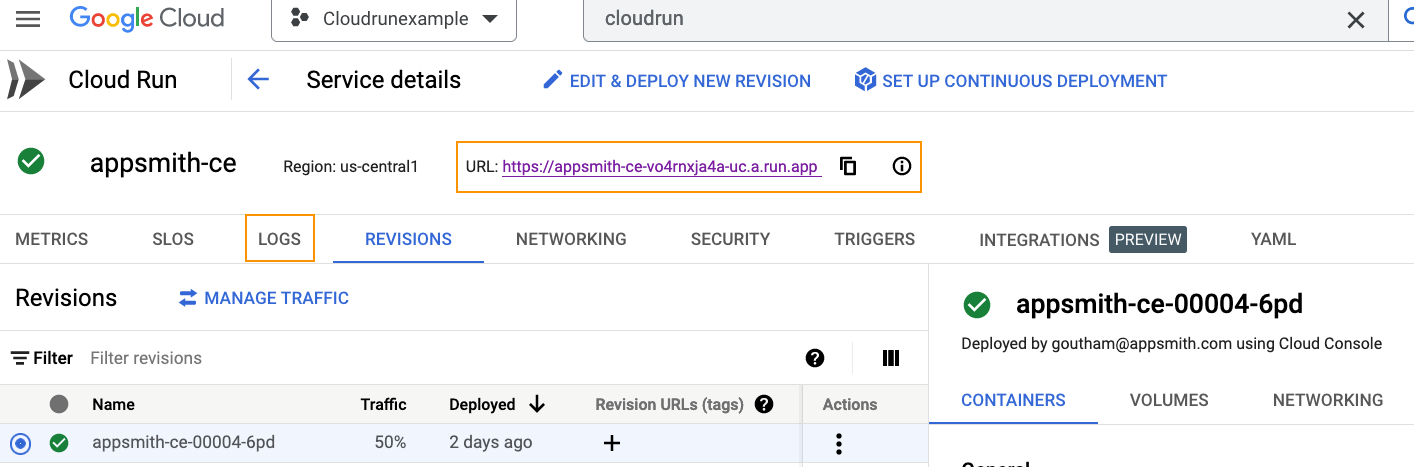 Google Cloud Cloudrunexample cloudrun
Cloud Run Service details EDIT & DEPLOY NEW REVISION SET UP CONTINUOUS DEPLOYMENT
appsmith-ce Region: us-central1 URL: https://appsmith-ce-vo4rnxja4a-uc.a.run.app
METRICS SLOS LOGS REVISIONS NETWORKING SECURITY TRIGGERS INTEGRATIONS PREVIEW YAML
Revisions MANAGE TRAFFIC
appsmith-ce-00004-6pd
Deployed by goutham@appsmith.com using Cloud Console
Filter Filter revisions
CONTAINERS VOLUMES NETWORKING
Name Traffic Deployed Revision URLs (tags) Actions
appsmith-ce-00004-6pd 50% 2 days ago
General